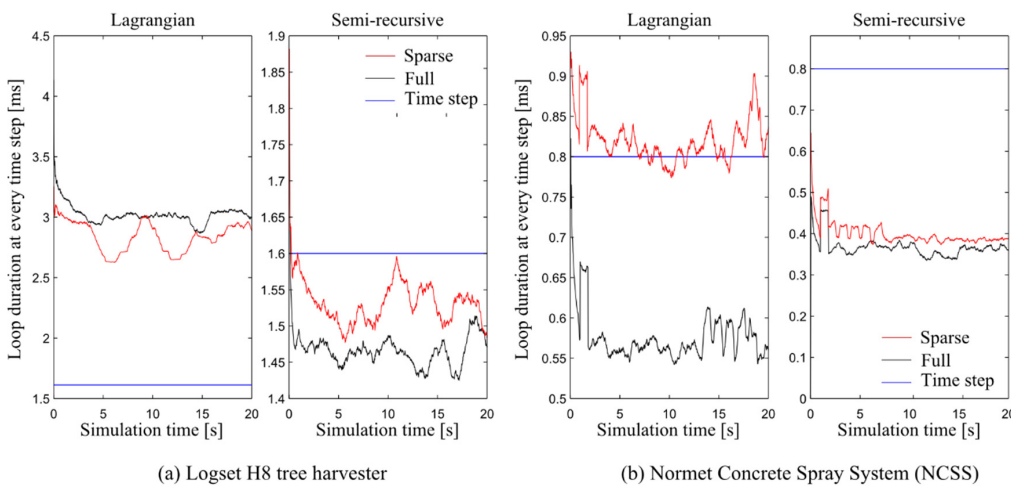 Lagrangian
Semi-recursive
Lagrangian
Semi-recursive
Loop duration at every time step [ms]
4.5
4
3.5
3
2.5
2
1.5
0 5 10 15 20
Simulation time [s]
1.9
1.85
1.8
1.75
1.7
1.65
1.6
1.55
1.5
1.45
1.4
Sparse
Full
Time step
0 5 10 15 20
Simulation time [s]
Loop duration at every time step [ms]
0.95
0.9
0.85
0.8
0.75
0.7
0.65
0.6
0.55
0.5
0 5 10 15 20
Simulation time [s]
0.8
0.7
0.6
0.5
0.4
0.3
0.2
0.1
0
Sparse
Full
Time step
0 5 10 15 20
Simulation time [s]
(a) Logset H8 tree harvester
(b) Normet Concrete Spray System (NCSS)